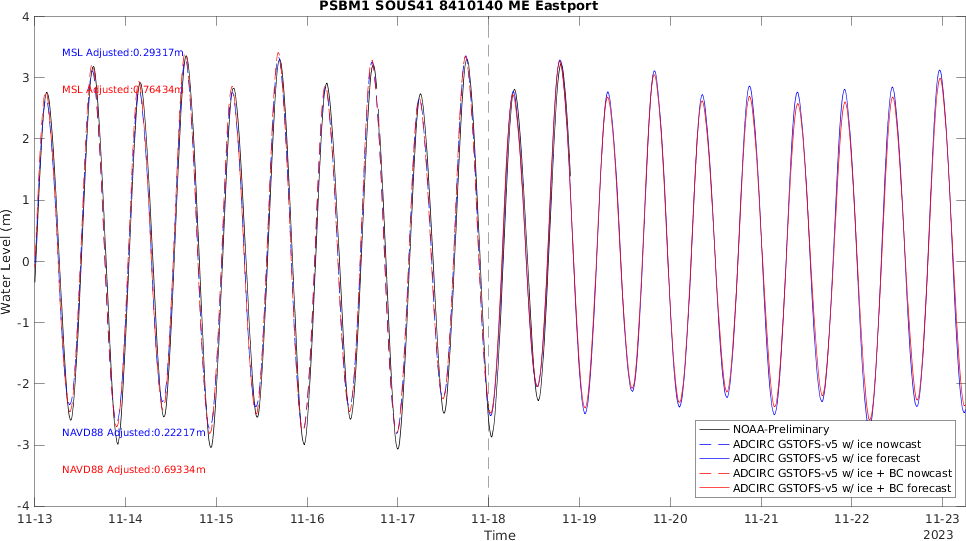 PSBM1 SOUS41 8410140 ME Eastport
MSL Adjusted:0.29317m
MSL Adjusted:0.76434m
NAVD88 Adjusted:0.22217m
NAVD88 Adjusted:0.69334m
Water Level (m)
4
3
2
1
0
-1
-2
-3
-4
NOAA-Preliminary
ADCIRC GSTOFS-v5 w/ ice nowcast
ADCIRC GSTOFS-v5 w/ ice forecast
ADCIRC GSTOFS-v5 w/ ice + BC nowcast
ADCIRC GSTOFS-v5 w/ ice + BC forecast
11-13 11-14 11-15 11-16 11-17 11-18 11-19 11-20 11-21 11-22 11-23
Time
2023